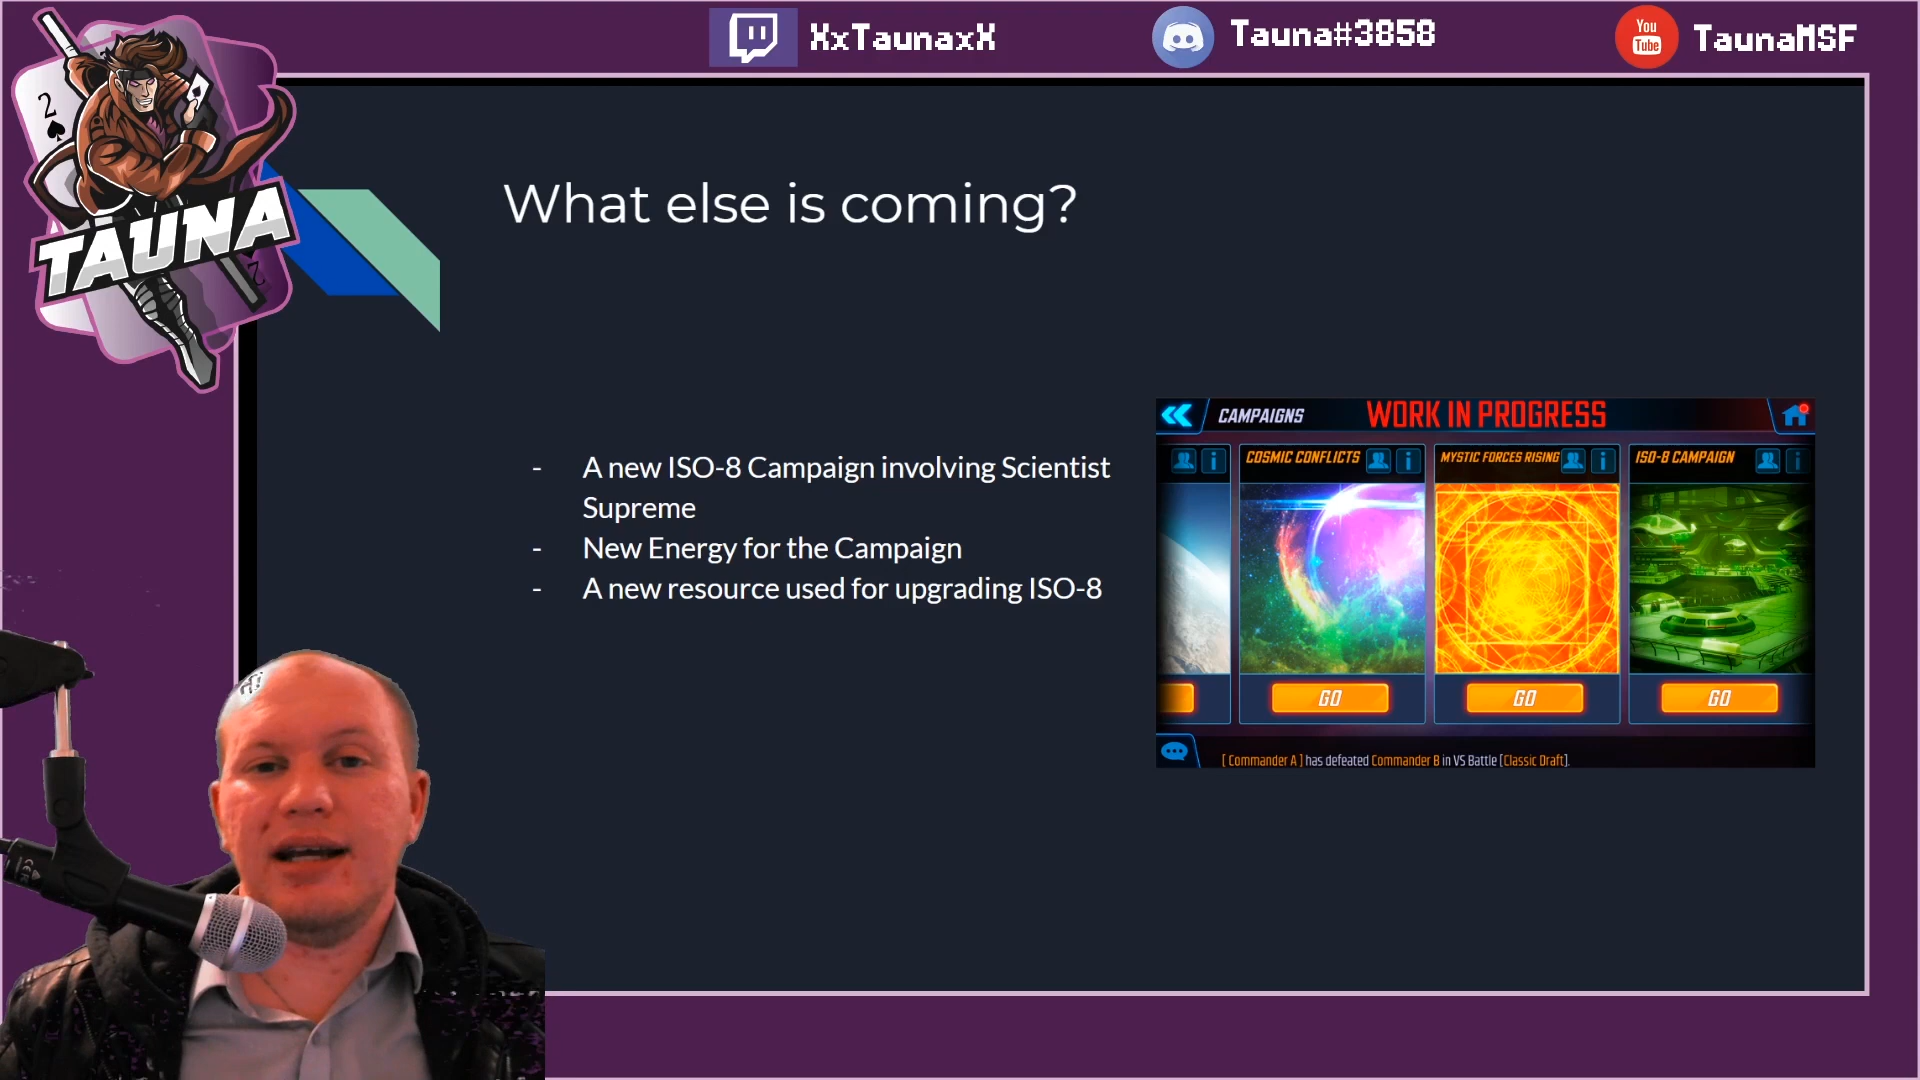 XxTaunaxX
Tauna#3858
You
Tube
TaunaMSF
2
TAUNA
2
What else is coming?
- A new ISO-8 Campaign involving Scientist
Supreme
- New Energy for the Campaign
- A new resource used for upgrading ISO-8
CAMPAIGNS
WORK IN PROGRESS
COSMIC CONFLICTS
MYSTIC FORCES RISING
ISO-8 CAMPAIGN
GO
GO
GO
[ Commander A ] has defeated Commander B in VS Battle [Classic Draft].